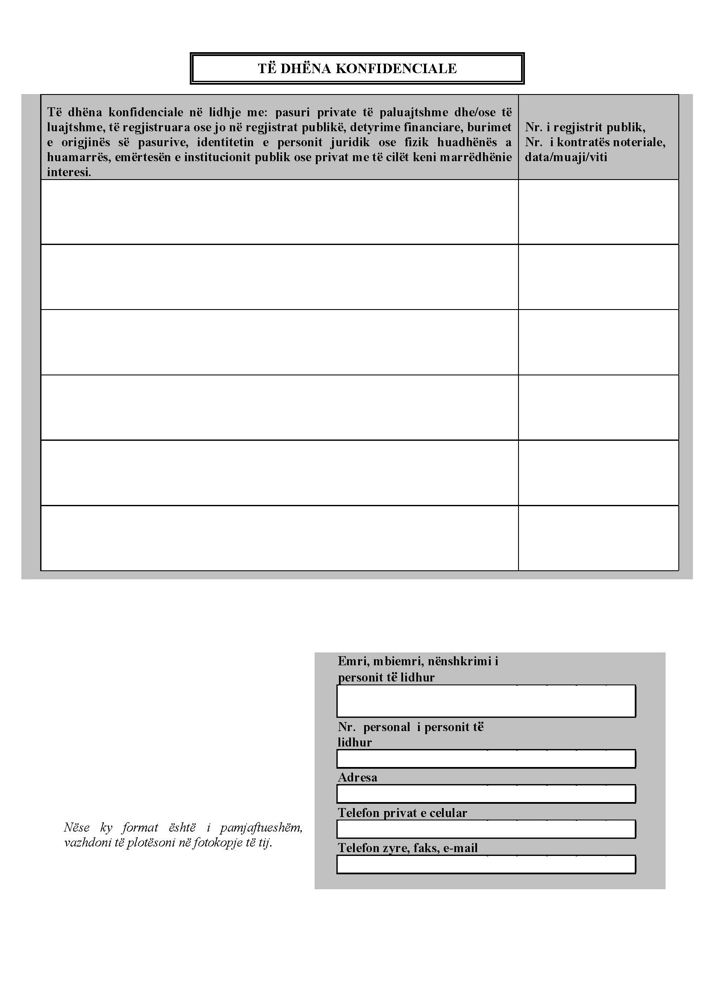 TË DHËNA KONFIDENCIALE
Të dhëna konfidenciale në lidhje me: pasuri private të paluajtshme dhe/ose të
luajtshme, të regjistruara ose jo në regjistrat publikë, detyrime financiare, burimet
e origjinës së pasurive, identitetin e personit juridik ose fizik huadhënës a
huamarrës, emërtesën e institucionit publik ose privat me të cilët keni marrëdhënie
interesi.
Nr. i regjistrit publik,
Nr. i kontratës noteriale,
data/muaji/viti
Emri, mbiemri, nënshkrimi i
personit të lidhur
Nr. personal i personit të
lidhur
Adresa
Telefon privat e celular
Telefon zyre, faks, e-mail
Nëse ky format është i pamjaftueshëm,
vazhdoni të plotësoni në fotokopje të tij.